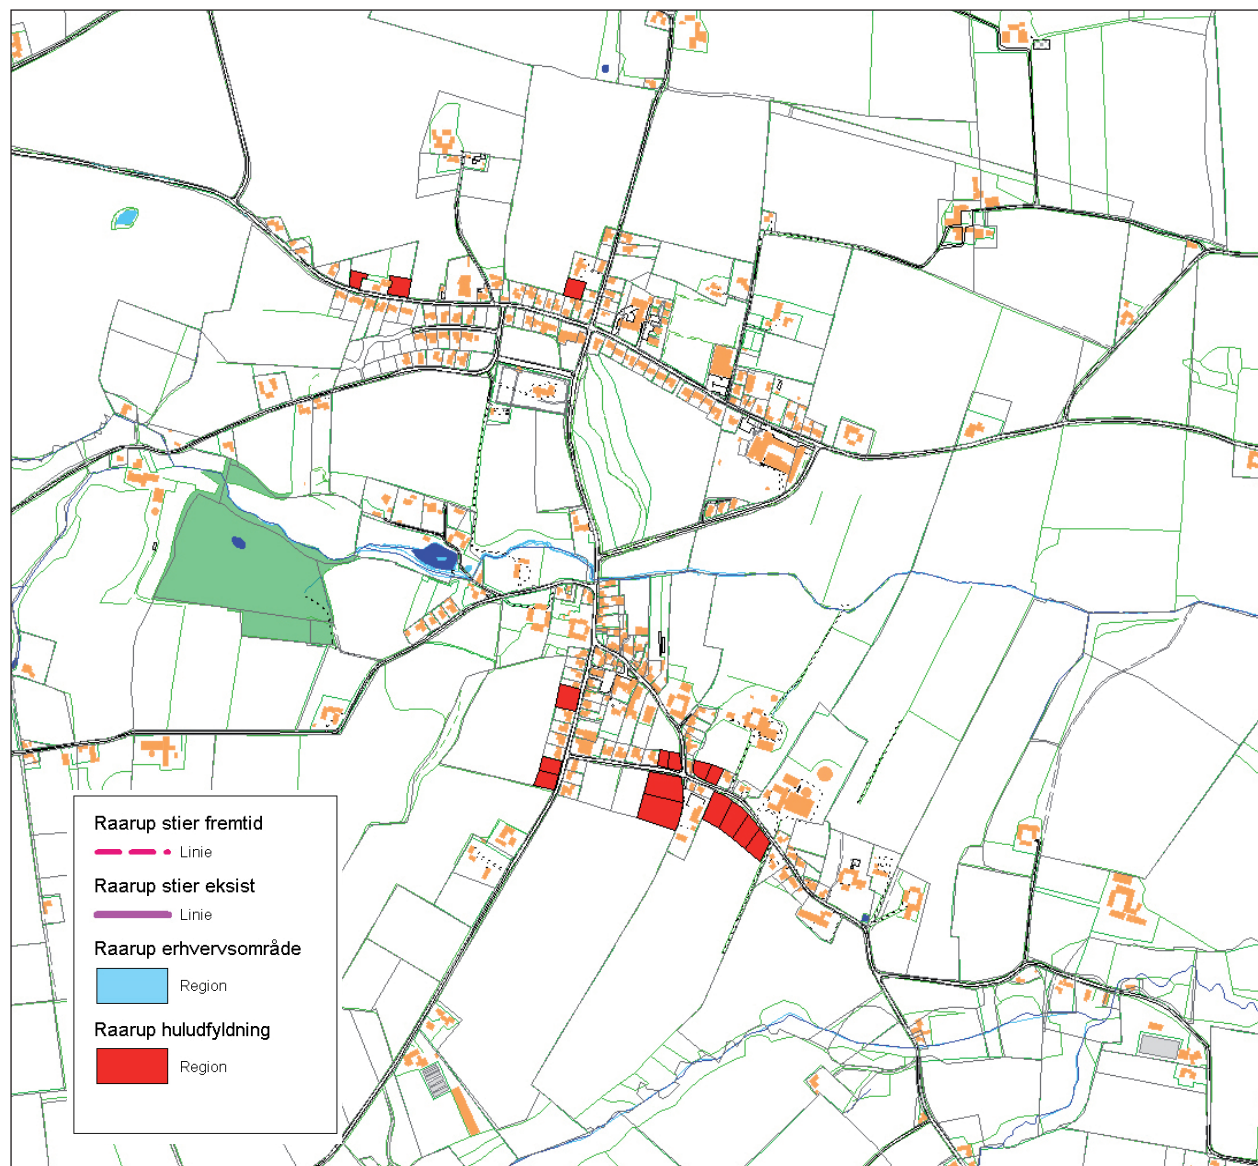 Raarup stier fremtid
Linie
Raarup stier eksist
Linie
Raarup erhvervsområde
Region
Raarup huludfyldning
Region